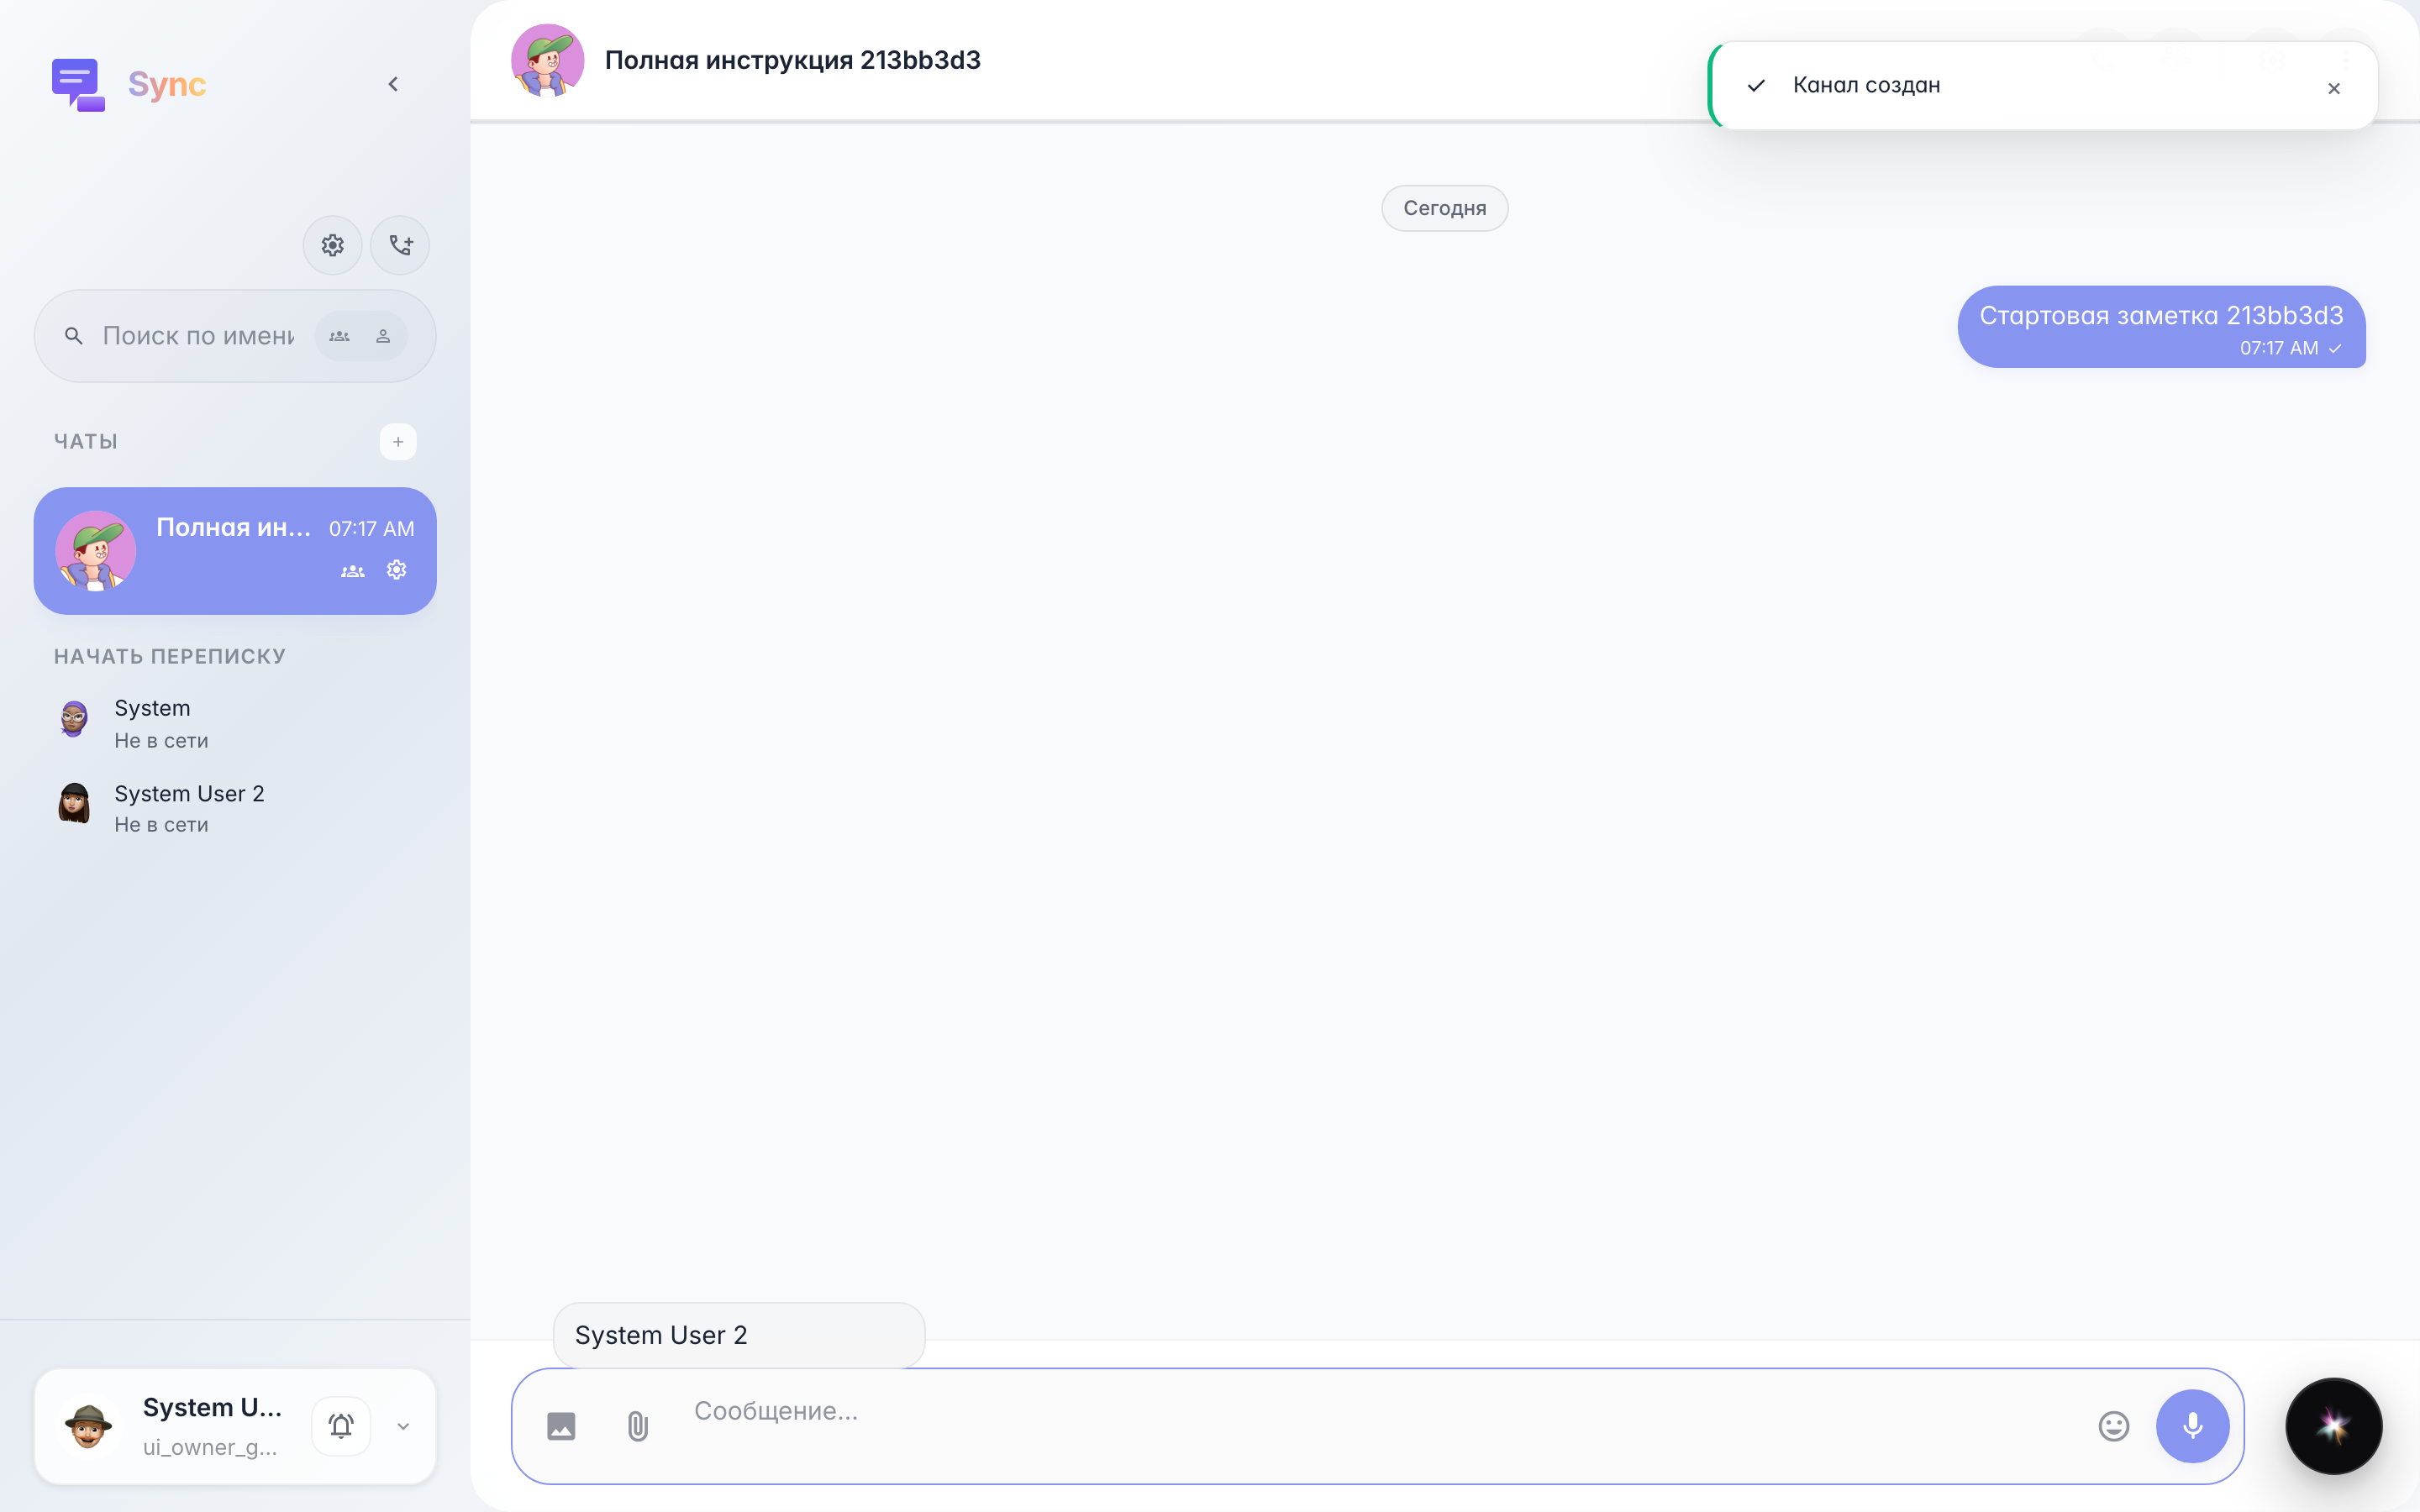 Sync
Поиск по имени
ЧАТЫ
Полная ин... 07:17 AM
НАЧАТЬ ПЕРЕПИСКУ
System
Не в сети
System User 2
Не в сети
System U...
ui_owner_g...
Полная инструкция 213bb3d3
Канал создан
Сегодня
Стартовая заметка 213bb3d3
07:17 AM
System User 2
Сообщение...